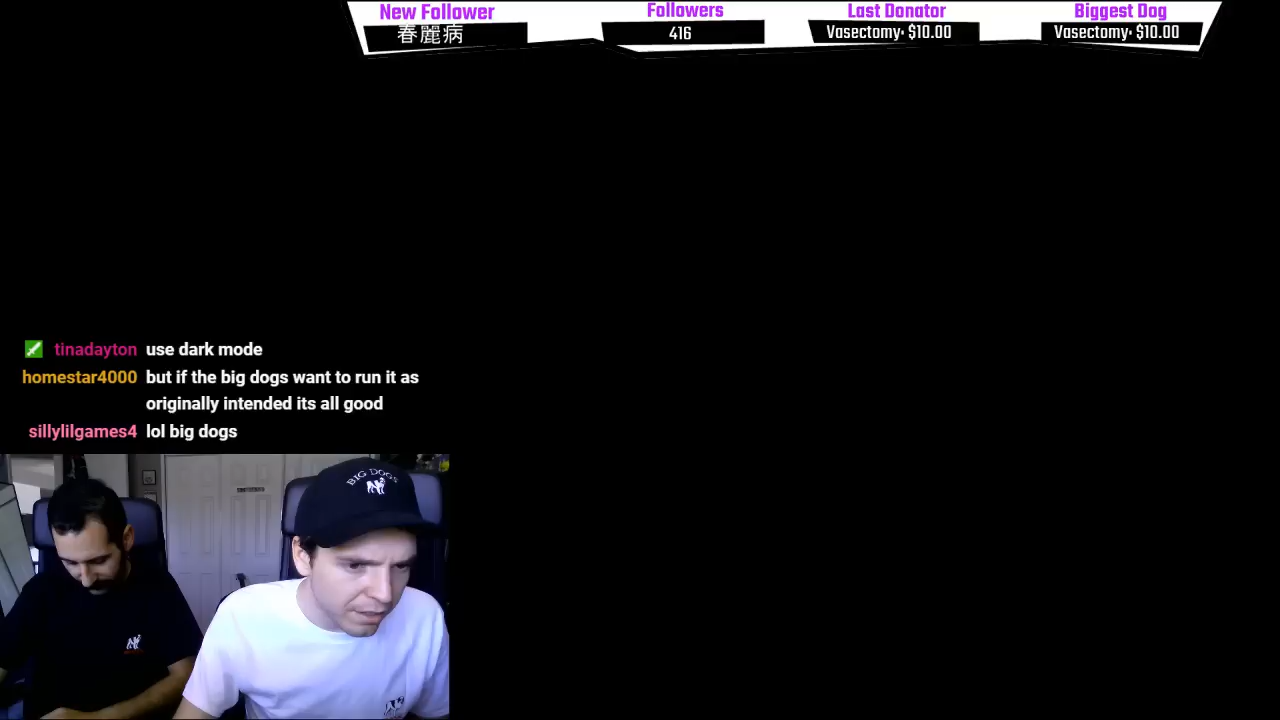 New Follower
春麗病
Followers
416
Last Donator
Vasectomy: $10.00
Biggest Dog
Vasectomy: $10.00
tinadayton use dark mode
homestar4000 but if the big dogs want to run it as
originally intended its all good
sillylilgames4 lol big dogs
BIG DOGS